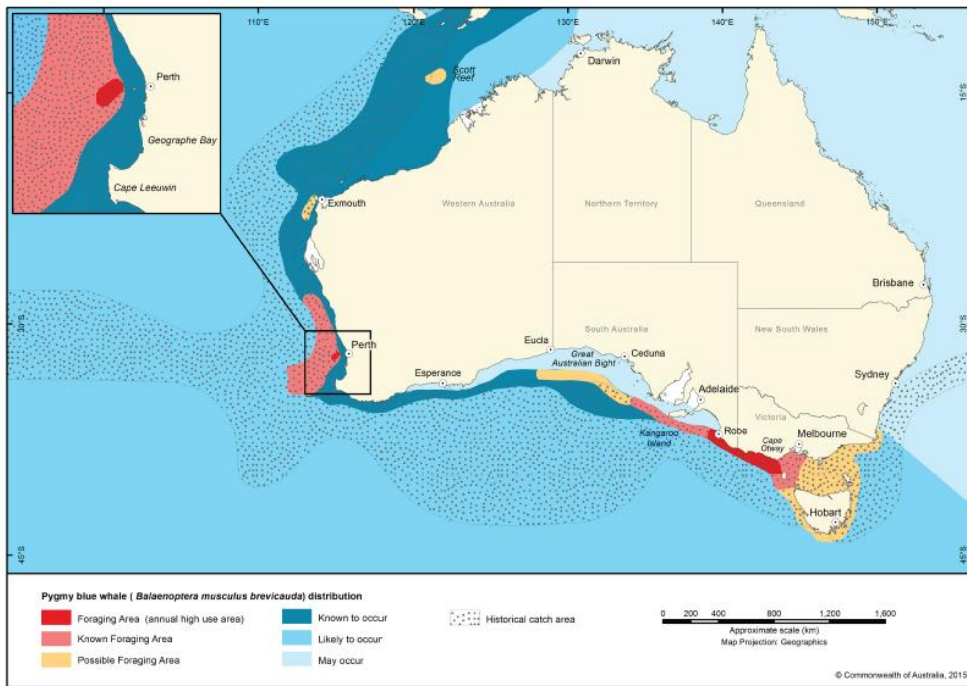 110°E
120°E
130°E
140°E
150°E
Perth
Geographe Bay
Cape Leeuwin
Scott
Reef
Darwin
15°S
Exmouth
Western Australia
Northern Territory
Queensland
Brisbane
30°S
30°S
South Australia
New South Wales
Eucla
Great
Australian Bight
Ceduna
Perth
Esperance
Adelaide
Sydney
Victoria
Kangaroo
Island
Robe
Cape
Otway
Melbourne
Hobart
45°S
45°S
Pygmy blue whale ( Balaenoptera musculus brevicauda) distribution
Foraging Area (annual high use area)
Known Foraging Area
Possible Foraging Area
Known to occur
Likely to occur
May occur
Historical catch area
0 200 400 800 1,200 1,600
Approximate scale (km)
Map Projection: Geographics
© Commonwealth of Australia, 2015